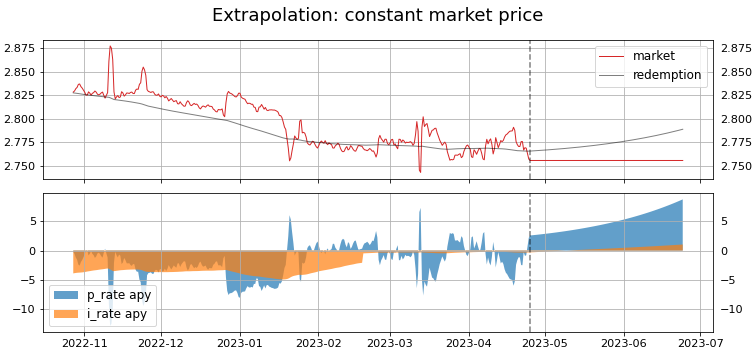 Extrapolation: constant market price
2.875 2.875
2.850 2.850
2.825 2.825
2.800 2.800
2.775 2.775
2.750 2.750
market
redemption
5 5
0 0
−5 −5
−10 −10
p_rate apy
i_rate apy
2022-11 2022-12 2023-01 2023-02 2023-03 2023-04 2023-05 2023-06 2023-07